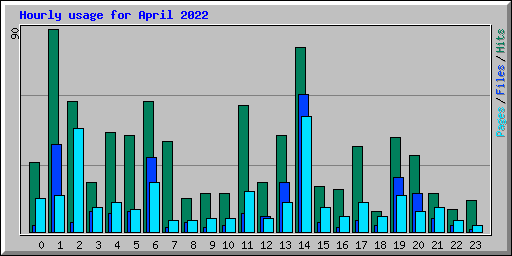 Hourly usage for April 2022
90
Pages/Files/Hits
0 1 2 3 4 5 6 7 8 9 10 11 12 13 14 15 16 17 18 19 20 21 22 23